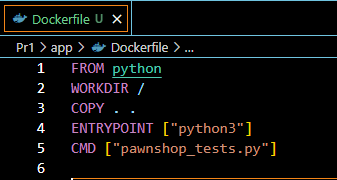 Dockerfile U X
Pr1 > app > Dockerfile > ...
1 FROM python
2 WORKDIR /
3 COPY . .
4 ENTRYPOINT ["python3"]
5 CMD ["pawnshop_tests.py"]
6